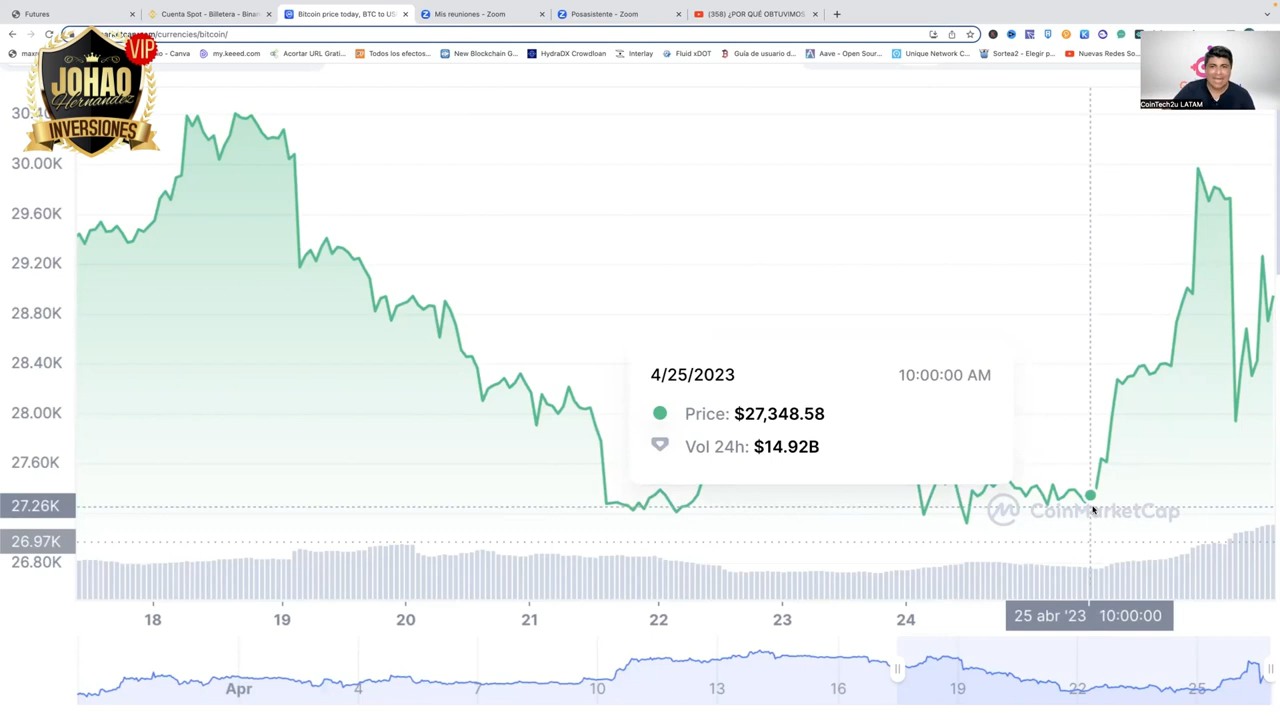 Futures
Cuenta Spot - Billetera - Binan
Bitcoin price today, BTC to US
Mis reuniones - Zoom
Posasistente - Zoom
(358) ¿POR QUÉ OBTUVIMOS
marketcap.com/currencies/bitcoin/
- Canva
my.keeed.com
Acortar URL Grati...
Todos los efectos...
New Blockchain G...
HydraDX Crowdloan
Interlay
Fluid xDOT
Guía de usuario d...
Aave - Open Sour...
Unique Network C...
Sortea2 - Elegir p...
Nuevas Redes So...
VIP
JOHAO
Hernandez
INVERSIONES
CoinTech2u LATAM
30.00K
29.60K
29.20K
28.80K
28.40K
28.00K
27.60K
27.26K
26.97K
26.80K
4/25/2023
10:00:00 AM
Price: $27,348.58
Vol 24h: $14.92B
CoinMarketCap
18
19
20
21
22
23
24
25 abr '23 10:00:00
Apr
4
7
10
13
16
19
22
25